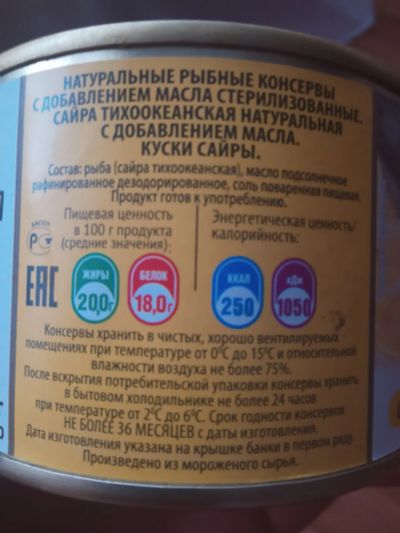 НАТУРАЛЬНЫЕ РЫБНЫЕ КОНСЕРВЫ
С ДОБАВЛЕНИЕМ МАСЛА СТЕРИЛИЗОВАННЫЕ.
САЙРА ТИХООКЕАНСКАЯ НАТУРАЛЬНАЯ
С ДОБАВЛЕНИЕМ МАСЛА.
КУСКИ САЙРЫ.
Состав: рыба (сайра тихоокеанская), масло подсолнечное
рафинированное дезодорированное, соль поваренная пищевая.
Продукт готов к употреблению.
Пищевая ценность
в 100 г продукта
(средние значения):
Энергетическая ценность/
калорийность:
ЖИРЫ
20,0г
БЕЛОК
18,0г
ККАЛ
250
кДж
1050
ЕАС
Консервы хранить в чистых, хорошо вентилируемых
помещениях при температуре от 0°С до 15°С и относительной
влажности воздуха не более 75%.
После вскрытия потребительской упаковки консервы хранить
в бытовом холодильнике не более 24 часов
при температуре от 2°С до 6°С. Срок годности консервов
НЕ БОЛЕЕ 36 МЕСЯЦЕВ с даты изготовления.
Дата изготовления указана на крышке банки в первом ряду.
Произведено из мороженого сырья.